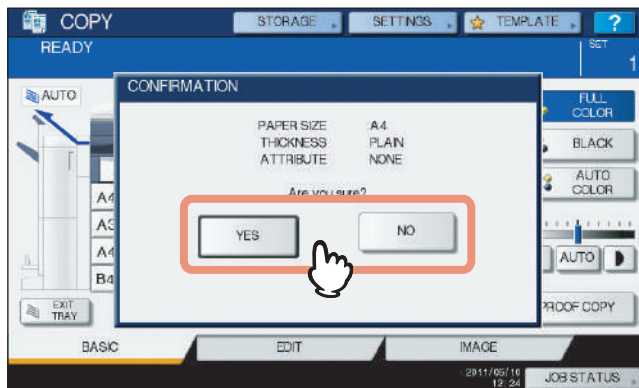 COPY
STORAGE
SETTINGS
TEMPLATE
?
READY
SET
1
AUTO
CONFIRMATION
PAPER SIZE : A4
THICKNESS PLAIN
ATTRIBUTE NONE
Are you sure?
YES
NO
FULL
COLOR
BLACK
AUTO
COLOR
A4
A3
A4
B4
AUTO
EXIT
TRAY
PROOF COPY
BASIC
EDIT
IMAGE
2011/05/10
12:24
JOB STATUS